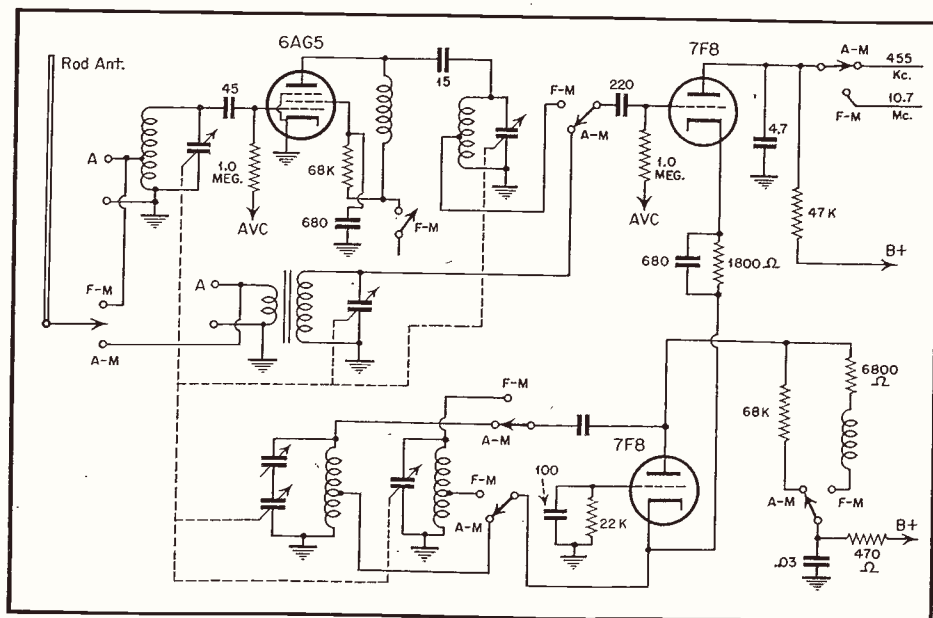 6AG5
7F8
Rod Ant.
45
15
F-M
220
A-M
455
Kc.
10.7
Mc.
F-M
A
A-M
4.7
1.0
MEG.
68K
1.0
MEG.
47K
AVC
680
F-M
AVC
B+
680
1800 Ω
F-M
A
A-M
6800
Ω
F-M
68K
A-M
7F8
100
F-M
A-M
22K
A-M
F-M
B+
.03
470
Ω